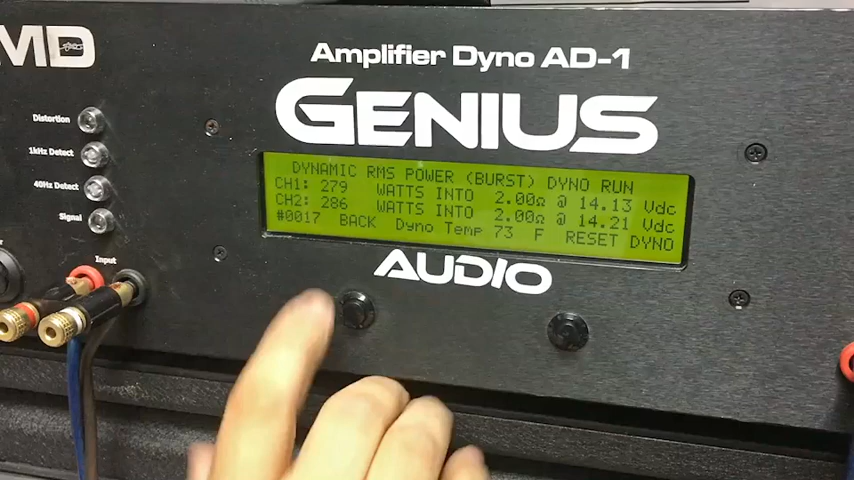 MD
Amplifier Dyno AD-1
GENIUS
Distortion
1kHz Detect
40Hz Detect
Signal
Input
DYNAMIC RMS POWER (BURST) DYNO RUN
CH1: 279 WATTS INTO 2.00Ω @ 14.13 Vdc
CH2: 286 WATTS INTO 2.00Ω @ 14.21 Vdc
#0017 BACK Dyno Temp 73 F RESET DYNO
AUDIO